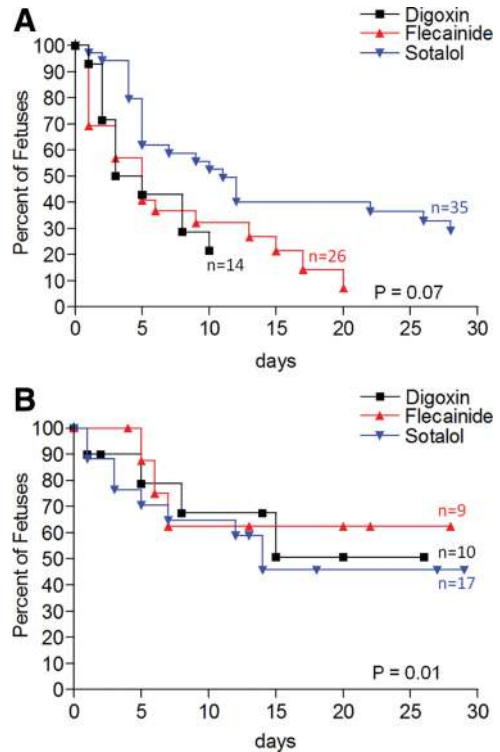 A
Digoxin
Flecainide
Sotalol
Percent of Fetuses
100
90
80
70
60
50
40
30
20
10
0
n=35
n=26
n=14
P = 0.07
0 5 10 15 20 25 30
days
B
Digoxin
Flecainide
Sotalol
Percent of Fetuses
100
90
80
70
60
50
40
30
20
10
0
n=9
n=10
n=17
P = 0.01
0 5 10 15 20 25 30
days